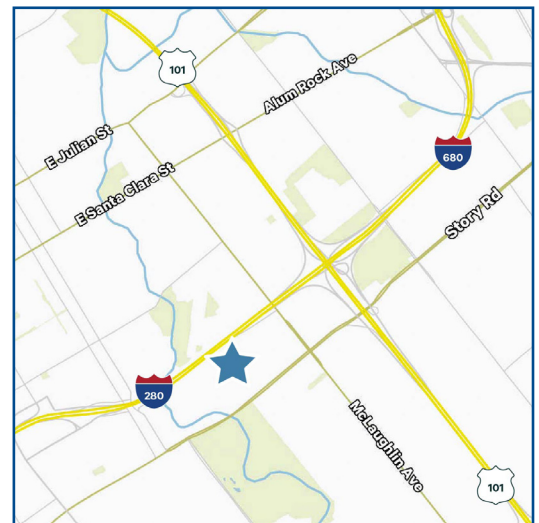 101
Alum Rock Ave
E Julian St
680
E Santa Clara St
Story Rd
280
McLaughlin Ave
101